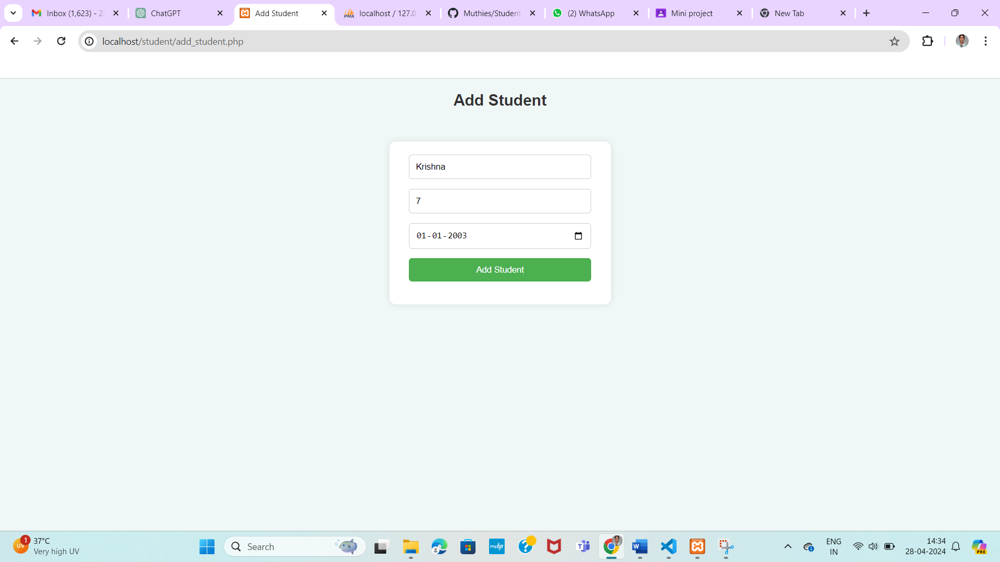 Inbox (1,623) - 2
ChatGPT
Add Student
localhost / 127.0.
Muthies/Student
(2) WhatsApp
Mini project
New Tab
localhost/student/add_student.php
Add Student
Krishna
7
01-01-2003
Add Student
1
UV
37°C
Very high UV
Search
myhp
ENG
IN
14:34
28-04-2024
PRE